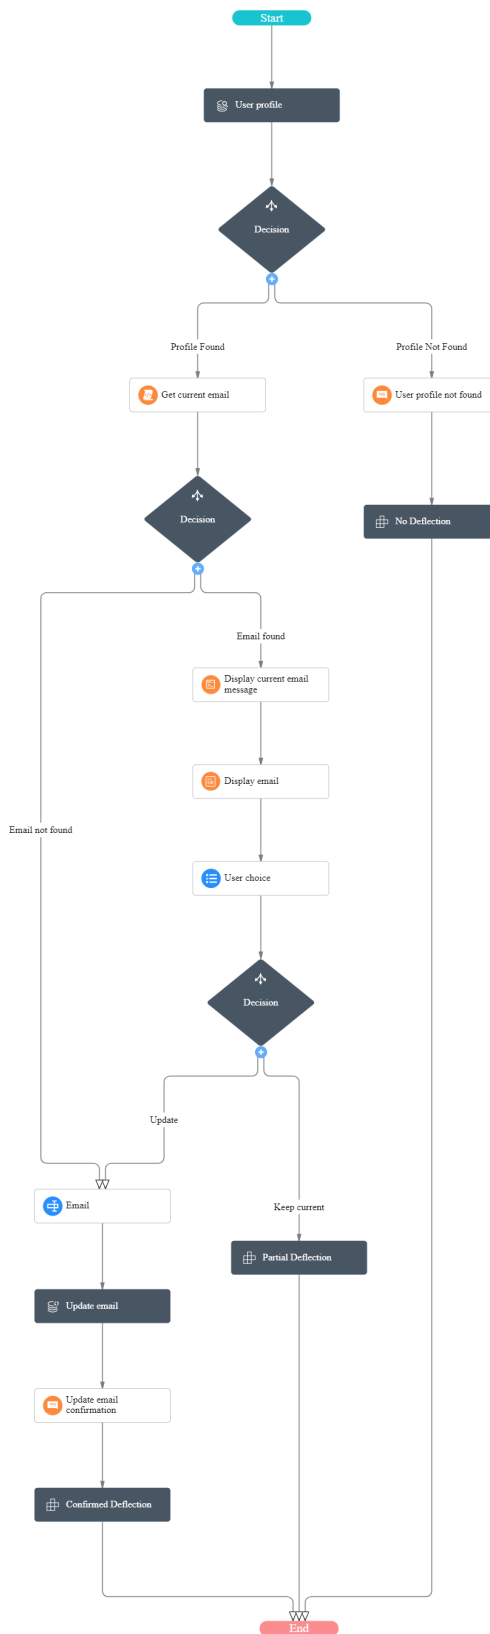 Start
User profile
Decision
Profile Found
Profile Not Found
Get current email
User profile not found
Decision
No Deflection
Email found
Display current email
message
Display email
Email not found
User choice
Decision
Update
Email
Keep current
Partial Deflection
Update email
Update email
confirmation
Confirmed Deflection
End